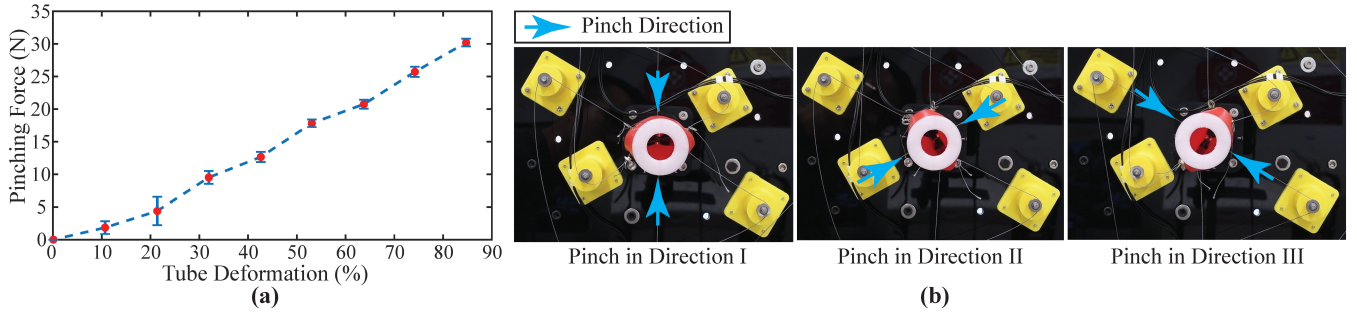 Pinching Force (N)
35
30
25
20
15
10
5
0
0 10 20 30 40 50 60 70 80 90
Tube Deformation (%)
(a)
Pinch Direction
Pinch in Direction I
Pinch in Direction II
Pinch in Direction III
(b)